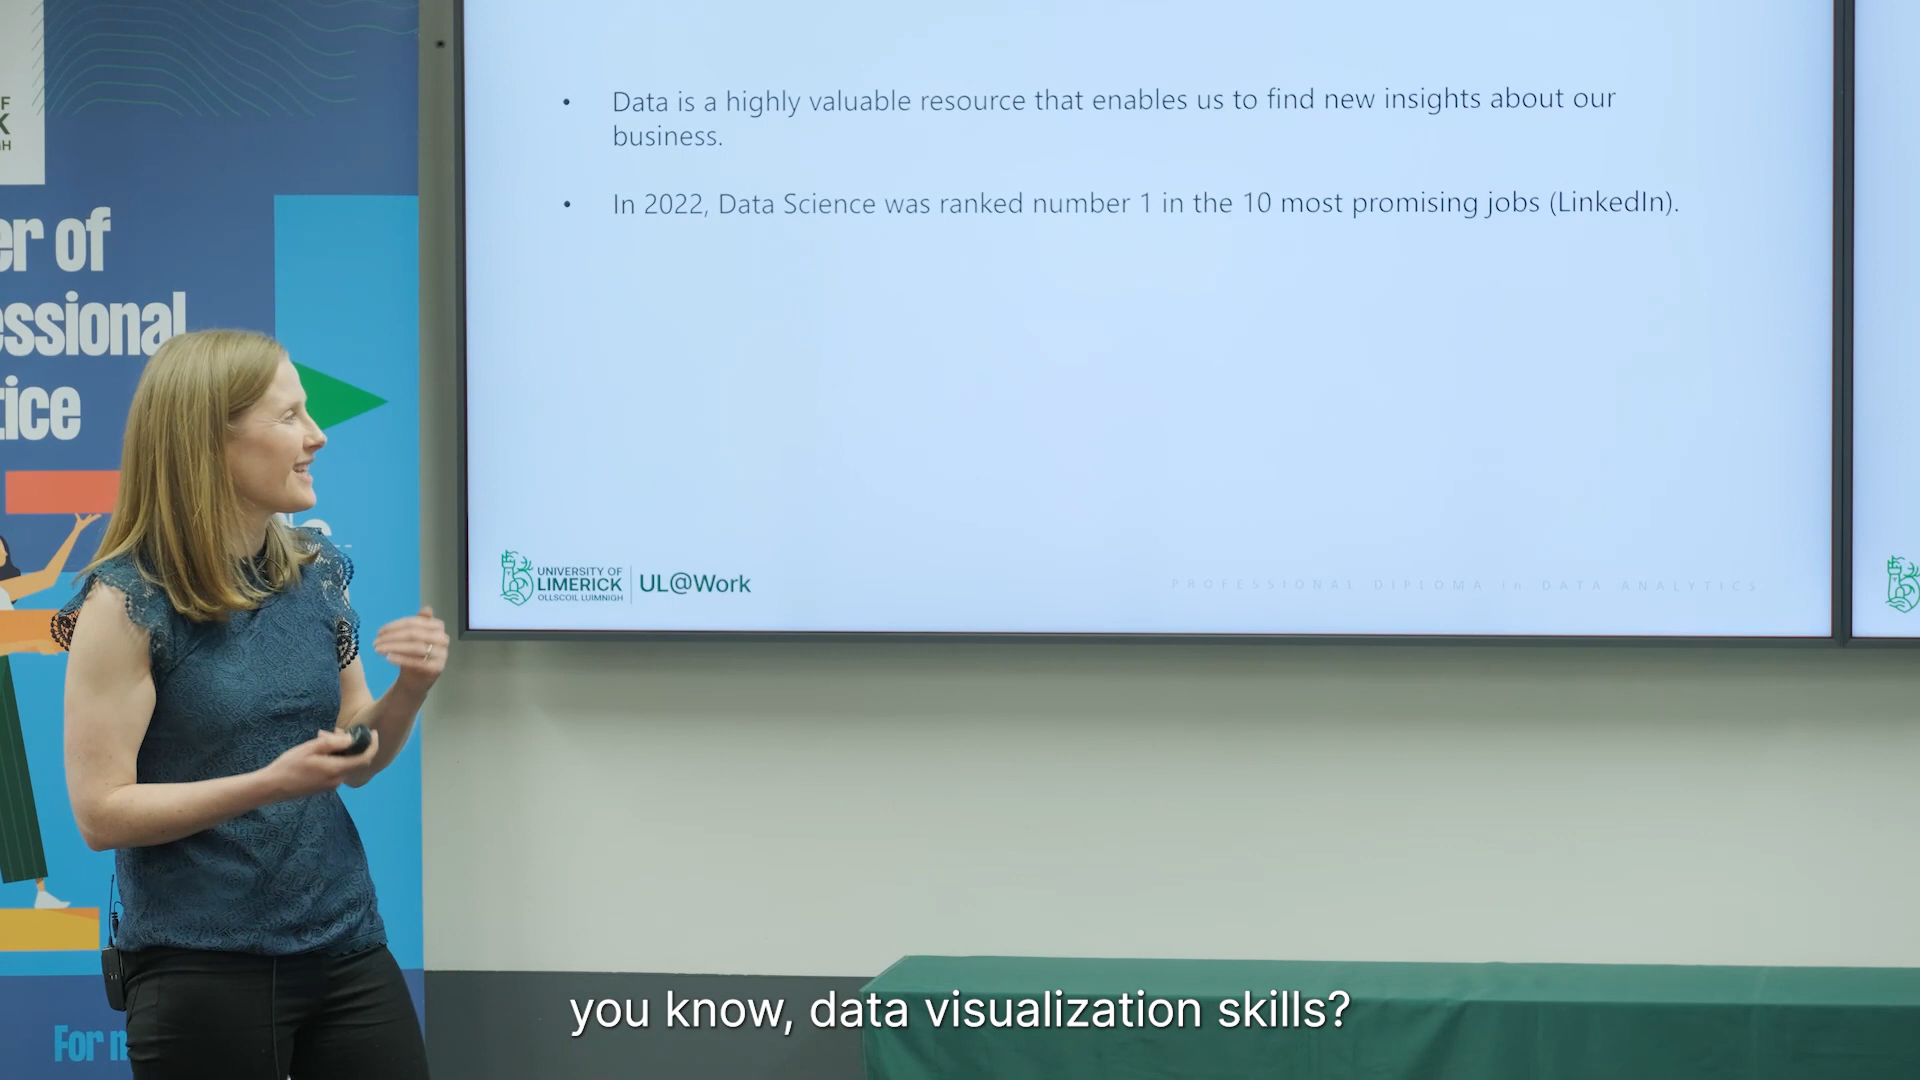 F
K
GH
er of
essional
tice
For m
• Data is a highly valuable resource that enables us to find new insights about our
business.
• In 2022, Data Science was ranked number 1 in the 10 most promising jobs (LinkedIn).
UNIVERSITY OF
LIMERICK
OLLSCOIL LUIMNIGH
UL@Work
PROFESSIONAL DIPLOMA in DATA ANALYTICS
you know, data visualization skills?